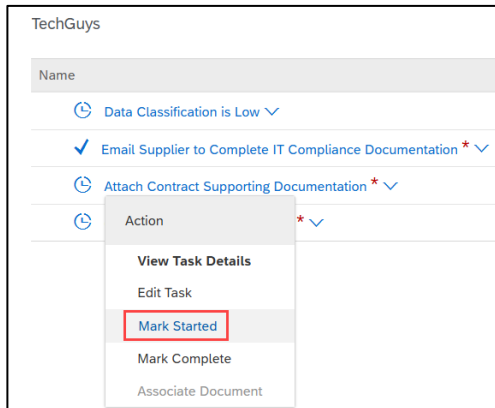 TechGuys
Name
Data Classification is Low
Email Supplier to Complete IT Compliance Documentation *
Attach Contract Supporting Documentation *
*
Action
View Task Details
Edit Task
Mark Started
Mark Complete
Associate Document